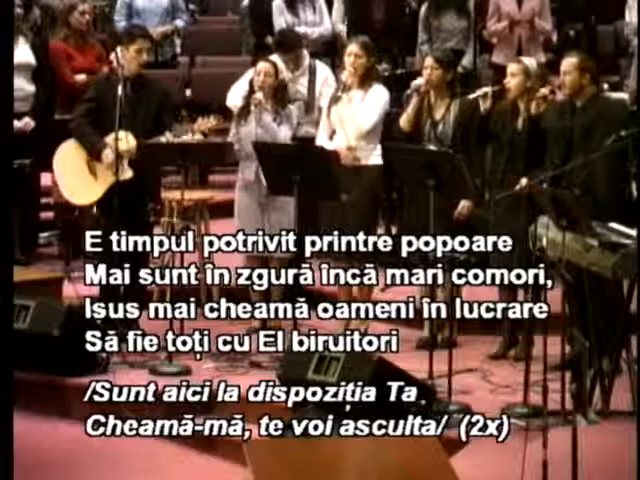 E timpul potrivit printre popoare
Mai sunt în zgură încă mari comori,
Isus mai cheamă oameni în lucrare
Să fie toți cu El biruitori
/Sunt aici la dispoziția Ta
Cheamă-mă, te voi asculta/ (2x)